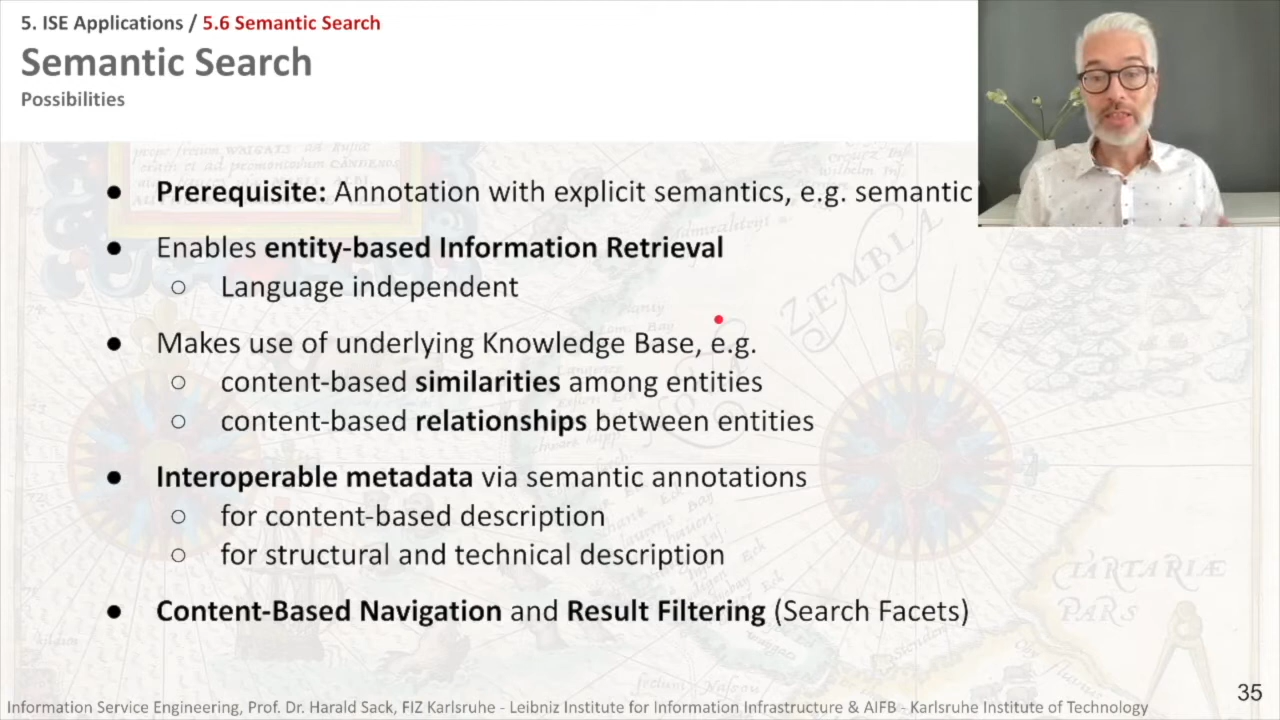 5. ISE Applications / 5.6 Semantic Search
Semantic Search
Possibilities
● Prerequisite: Annotation with explicit semantics, e.g. semantic
● Enables entity-based Information Retrieval
○ Language independent
● Makes use of underlying Knowledge Base, e.g.
○ content-based similarities among entities
○ content-based relationships between entities
● Interoperable metadata via semantic annotations
○ for content-based description
○ for structural and technical description
● Content-Based Navigation and Result Filtering (Search Facets)
ZEMBLA
TARTARIÆ
PARS
35
Information Service Engineering, Prof. Dr. Harald Sack, FIZ Karlsruhe - Leibniz Institute for Information Infrastructure & AIFB - Karlsruhe Institute of Technology